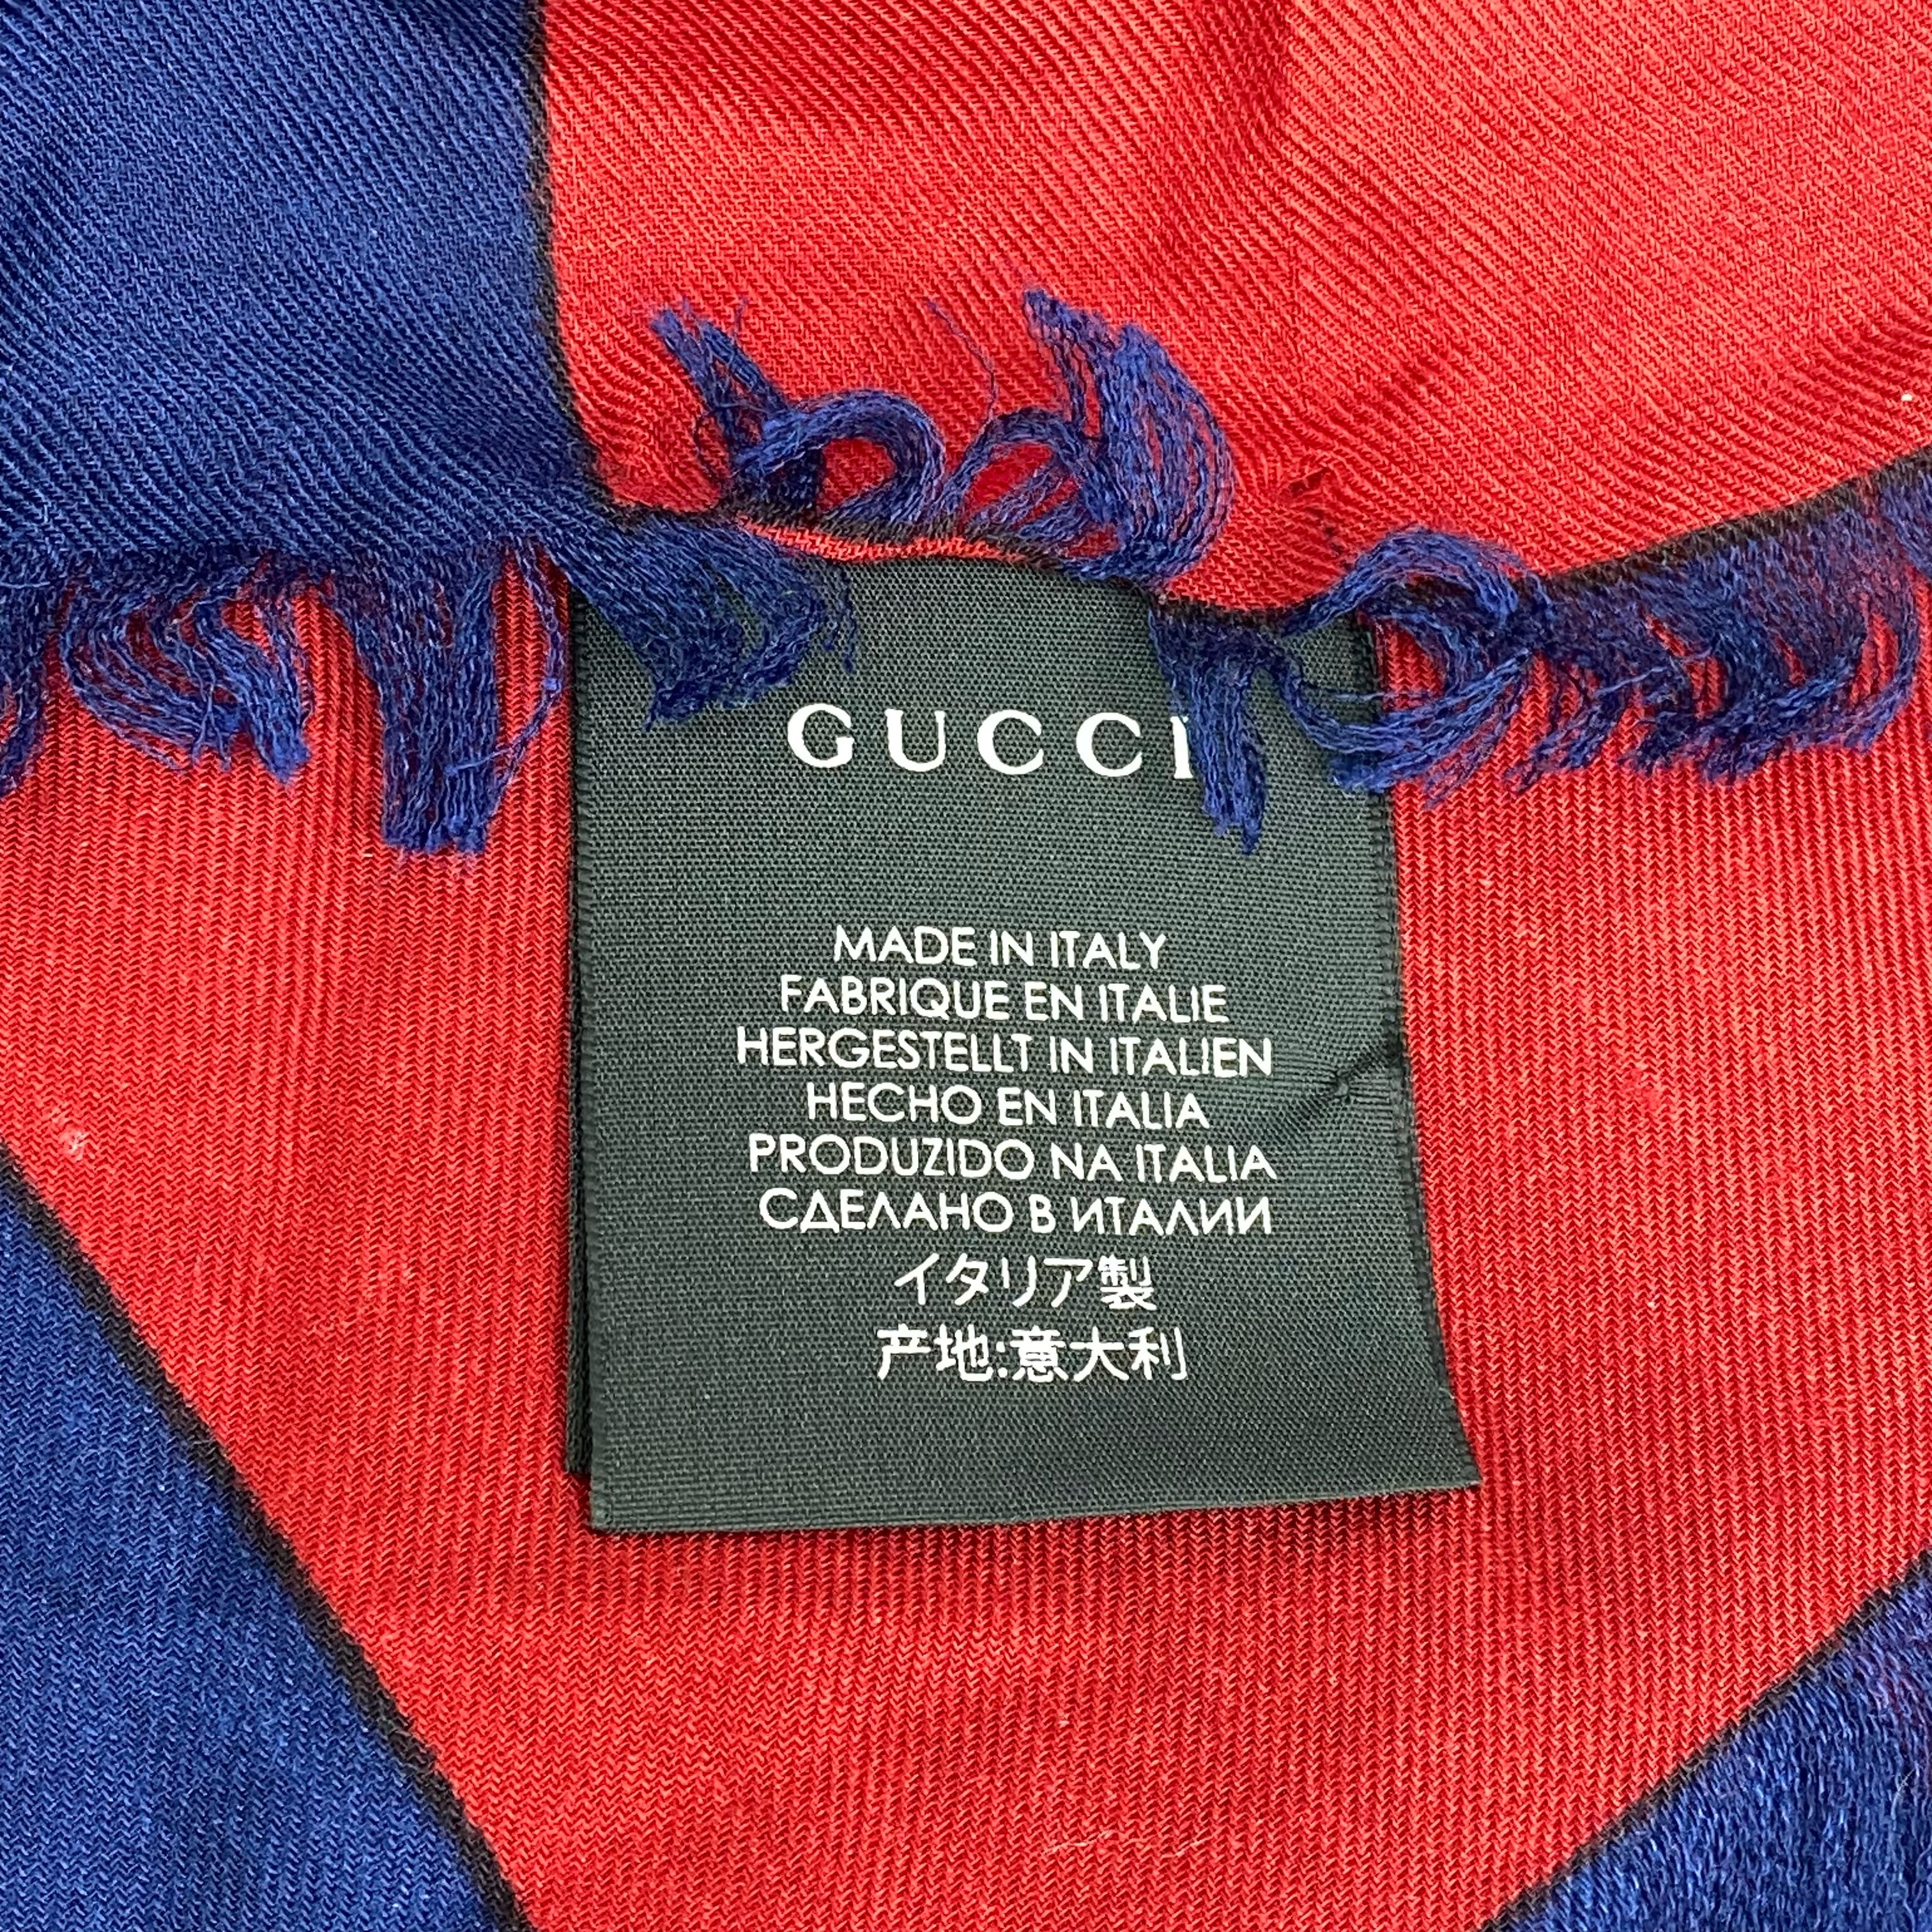 GUCCI
MADE IN ITALY
FABRIQUE EN ITALIE
HERGESTELLT IN ITALIEN
HECHO EN ITALIA
PRODUZIDO NA ITALIA
СДЕЛАНО В ИТАЛИИ
イタリア製
产地:意大利